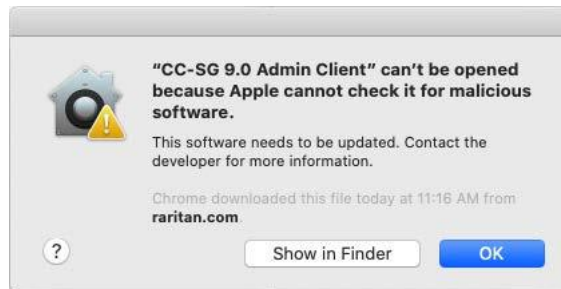 “CC-SG 9.0 Admin Client” can’t be opened
because Apple cannot check it for malicious
software.
This software needs to be updated. Contact the
developer for more information.
Chrome downloaded this file today at 11:16 AM from
raritan.com.
?
Show in Finder
OK